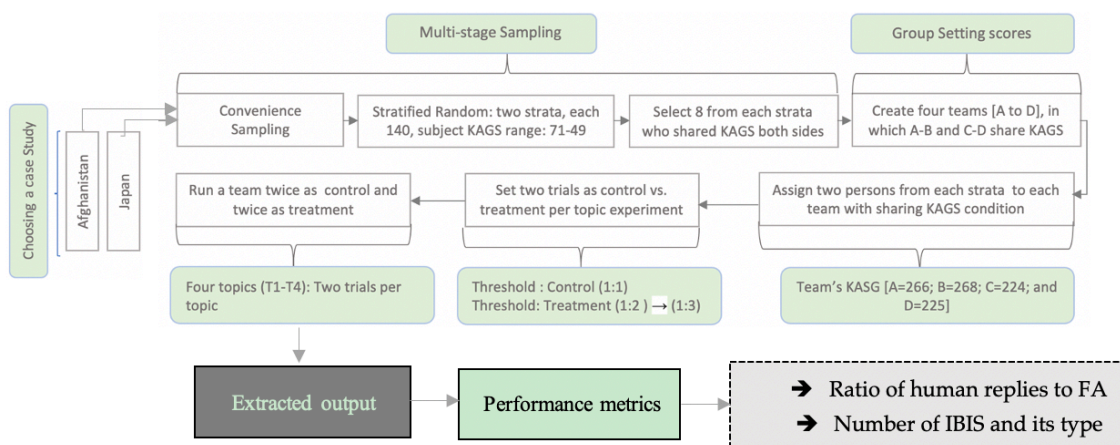 Multi-stage Sampling
Group Setting scores
Choosing a case Study
Afghanistan
Japan
Convenience
Sampling
Stratified Random: two strata, each
140, subject KAGS range: 71-49
Select 8 from each strata
who shared KAGS both sides
Create four teams [A to D], in
which A-B and C-D share KAGS
Run a team twice as control and
twice as treatment
Set two trials as control vs.
treatment per topic experiment
Assign two persons from each strata to each
team with sharing KAGS condition
Four topics (T1-T4): Two trials per
topic
Threshold : Control (1:1)
Threshold: Treatment (1:2 ) → (1:3)
Team's KASG [A=266; B=268; C=224; and
D=225]
Extracted output
Performance metrics
➔ Ratio of human replies to FA
➔ Number of IBIS and its type